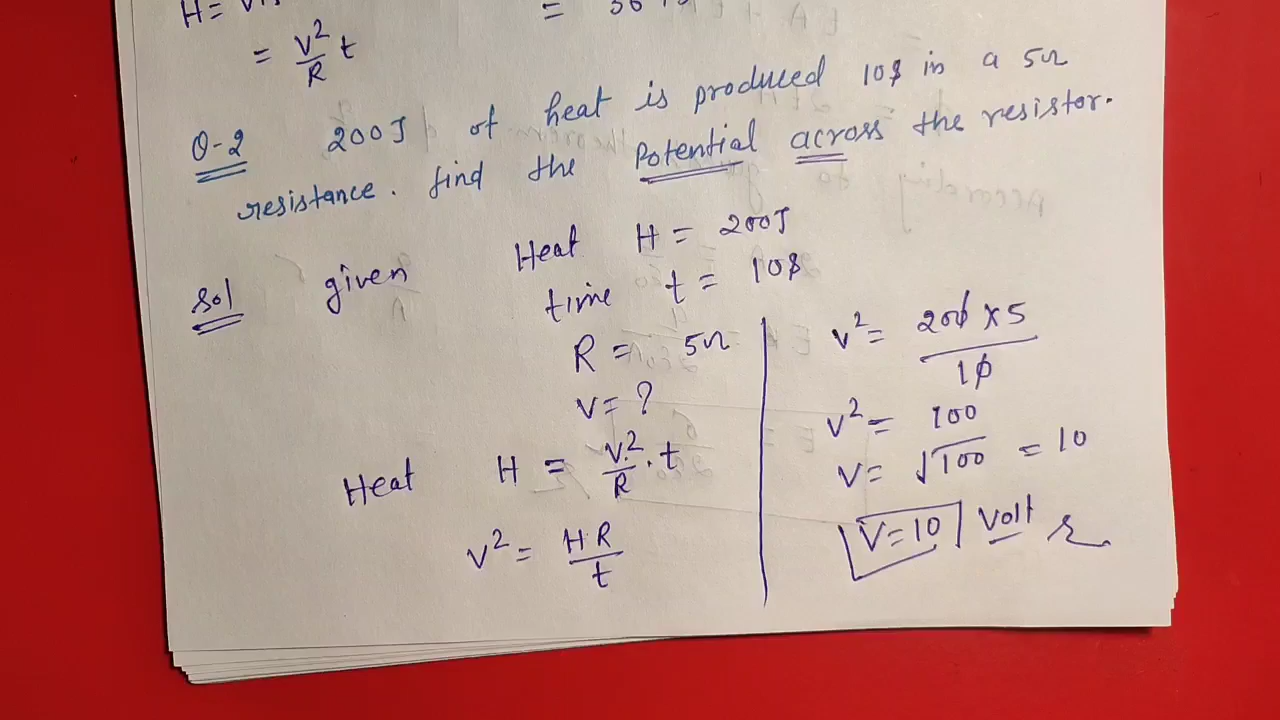 = V²/R t
Q-2 200J of heat is produced 10s in a 5Ω
resistance. find the Potential across the resistor.
Sol given Heat H = 200J
time t = 10s
R = 5Ω
V = ?
Heat H = V²/R . t
V² = H.R/t
V² = 200 × 5/10
V² = 100
V = √100 = 10
V = 10 Volt